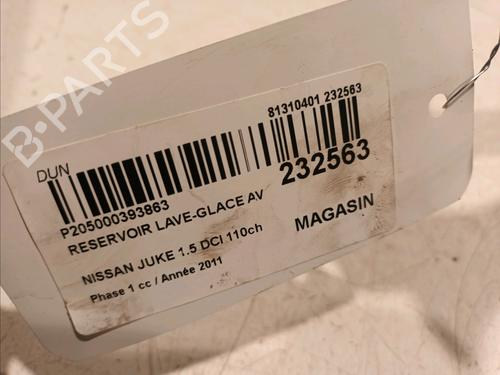 B-PARTS
DUN
81310401 232563
P205000393863
232563
RESERVOIR LAVE-GLACE AV
MAGASIN
NISSAN JUKE 1.5 DCI 110ch
Phase 1 cc / Année 2011